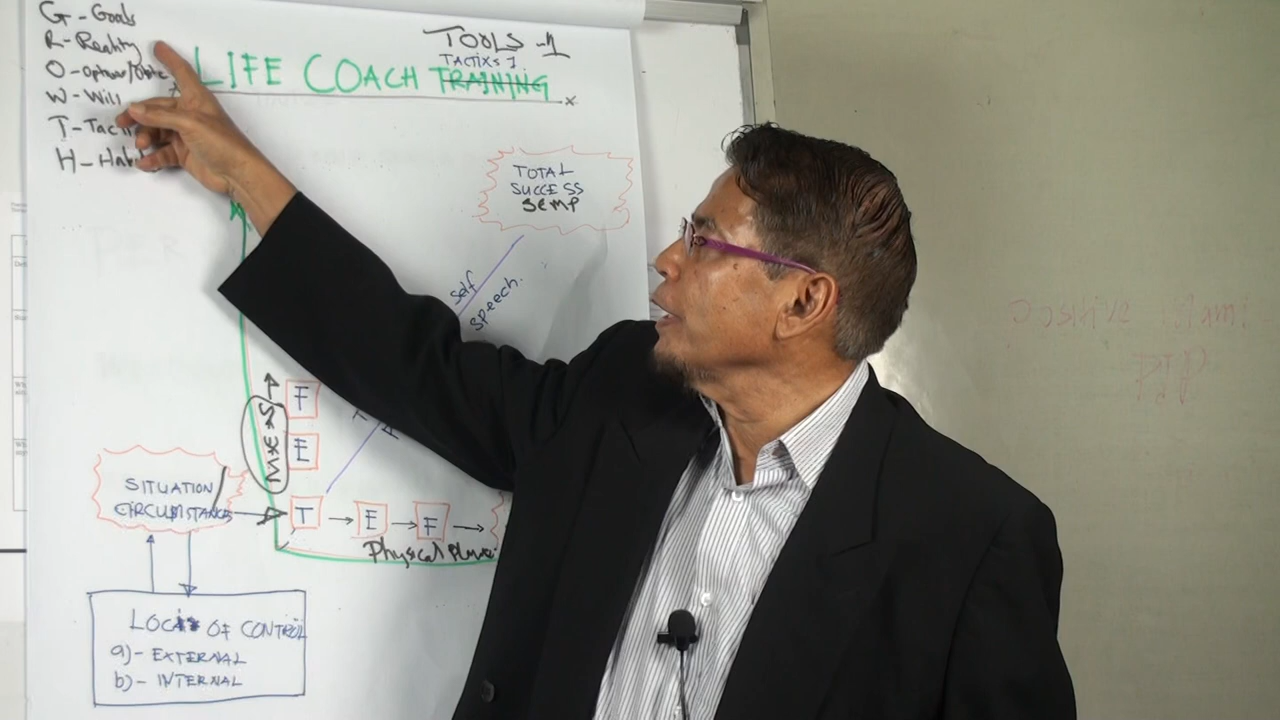 G - Goals
R - Reality
O -
W - Will
T -
H -
TOOLS -1
TACTIXS 1.
LIFE COACH TRAINING
TOTAL
SUCCESS
SEMP
self
speech.
F
E
SITUATION
CIRCUMSTANCE
T
E
F
Physical
OF CONTROL
a) - EXTERNAL
b) - INTERNAL